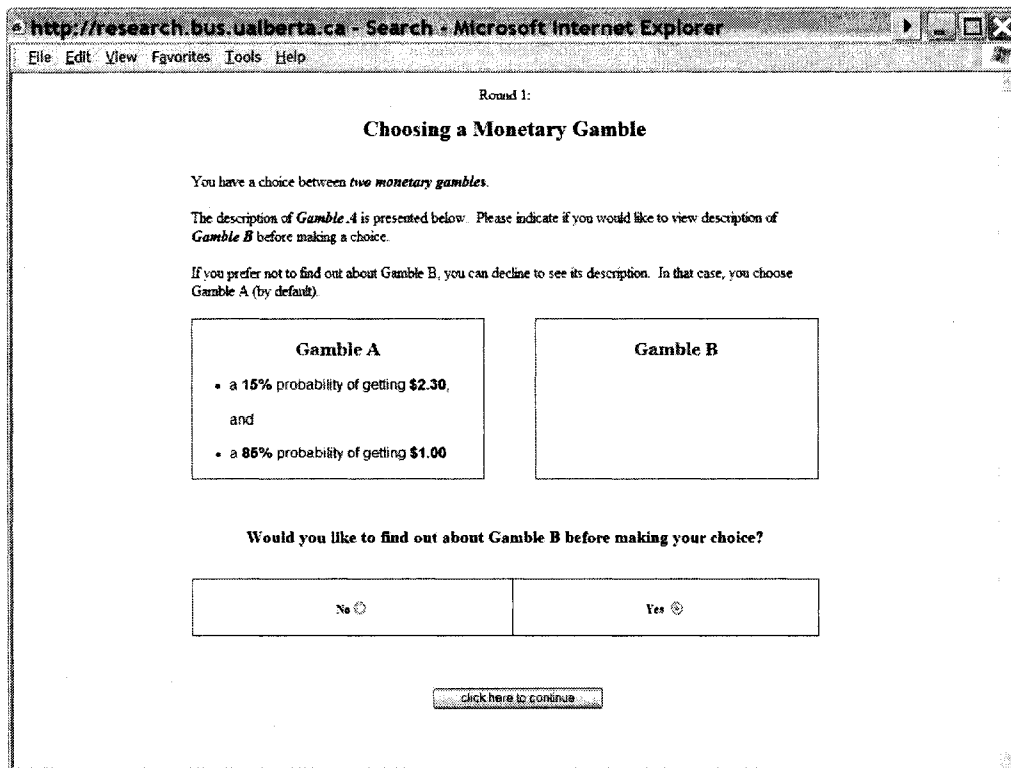 http://research.bus.ualberta.ca - Search - Microsoft Internet Explorer
File Edit View Favorites Tools Help
Round 1:
Choosing a Monetary Gamble
You have a choice between two monetary gambles.
The description of Gamble A is presented below. Please indicate if you would like to view description of
Gamble B before making a choice.
If you prefer not to find out about Gamble B, you can decline to see its description. In that case, you choose
Gamble A (by default).
Gamble A
• a 15% probability of getting $2.30,
and
• a 85% probability of getting $1.00
Gamble B
Would you like to find out about Gamble B before making your choice?
No
Yes
click here to continue